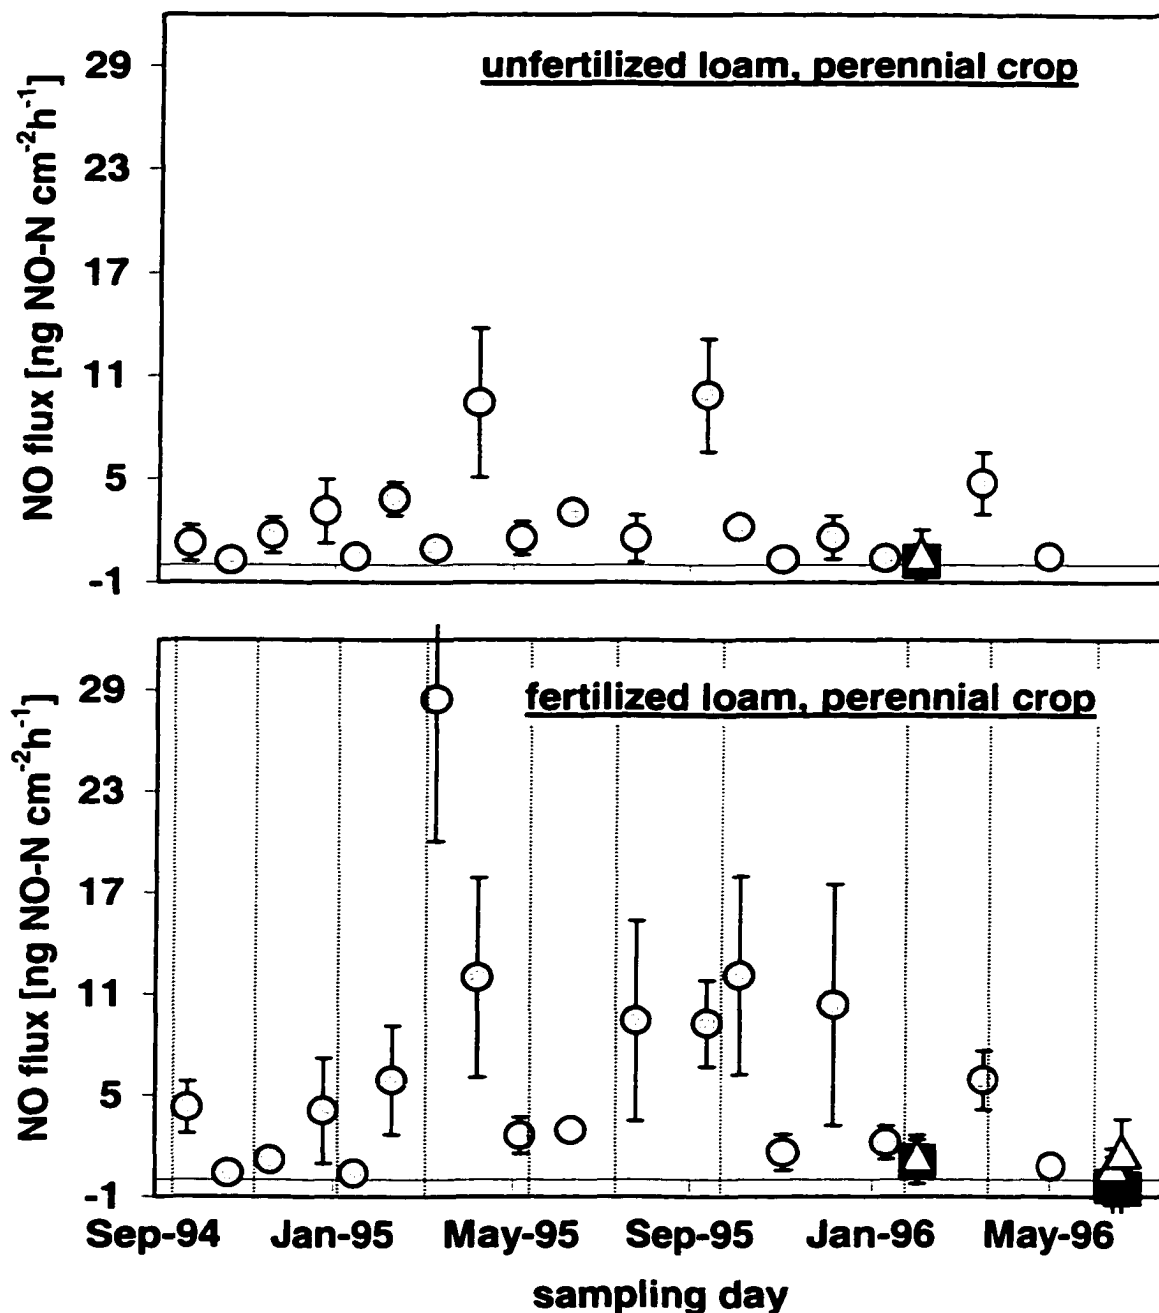 unfertilized loam, perennial crop
NO flux [ng NO-N cm⁻²h⁻¹]
29
23
17
11
5
-1
fertilized loam, perennial crop
NO flux [ng NO-N cm⁻²h⁻¹]
29
23
17
11
5
-1
Sep-94 Jan-95 May-95 Sep-95 Jan-96 May-96
sampling day